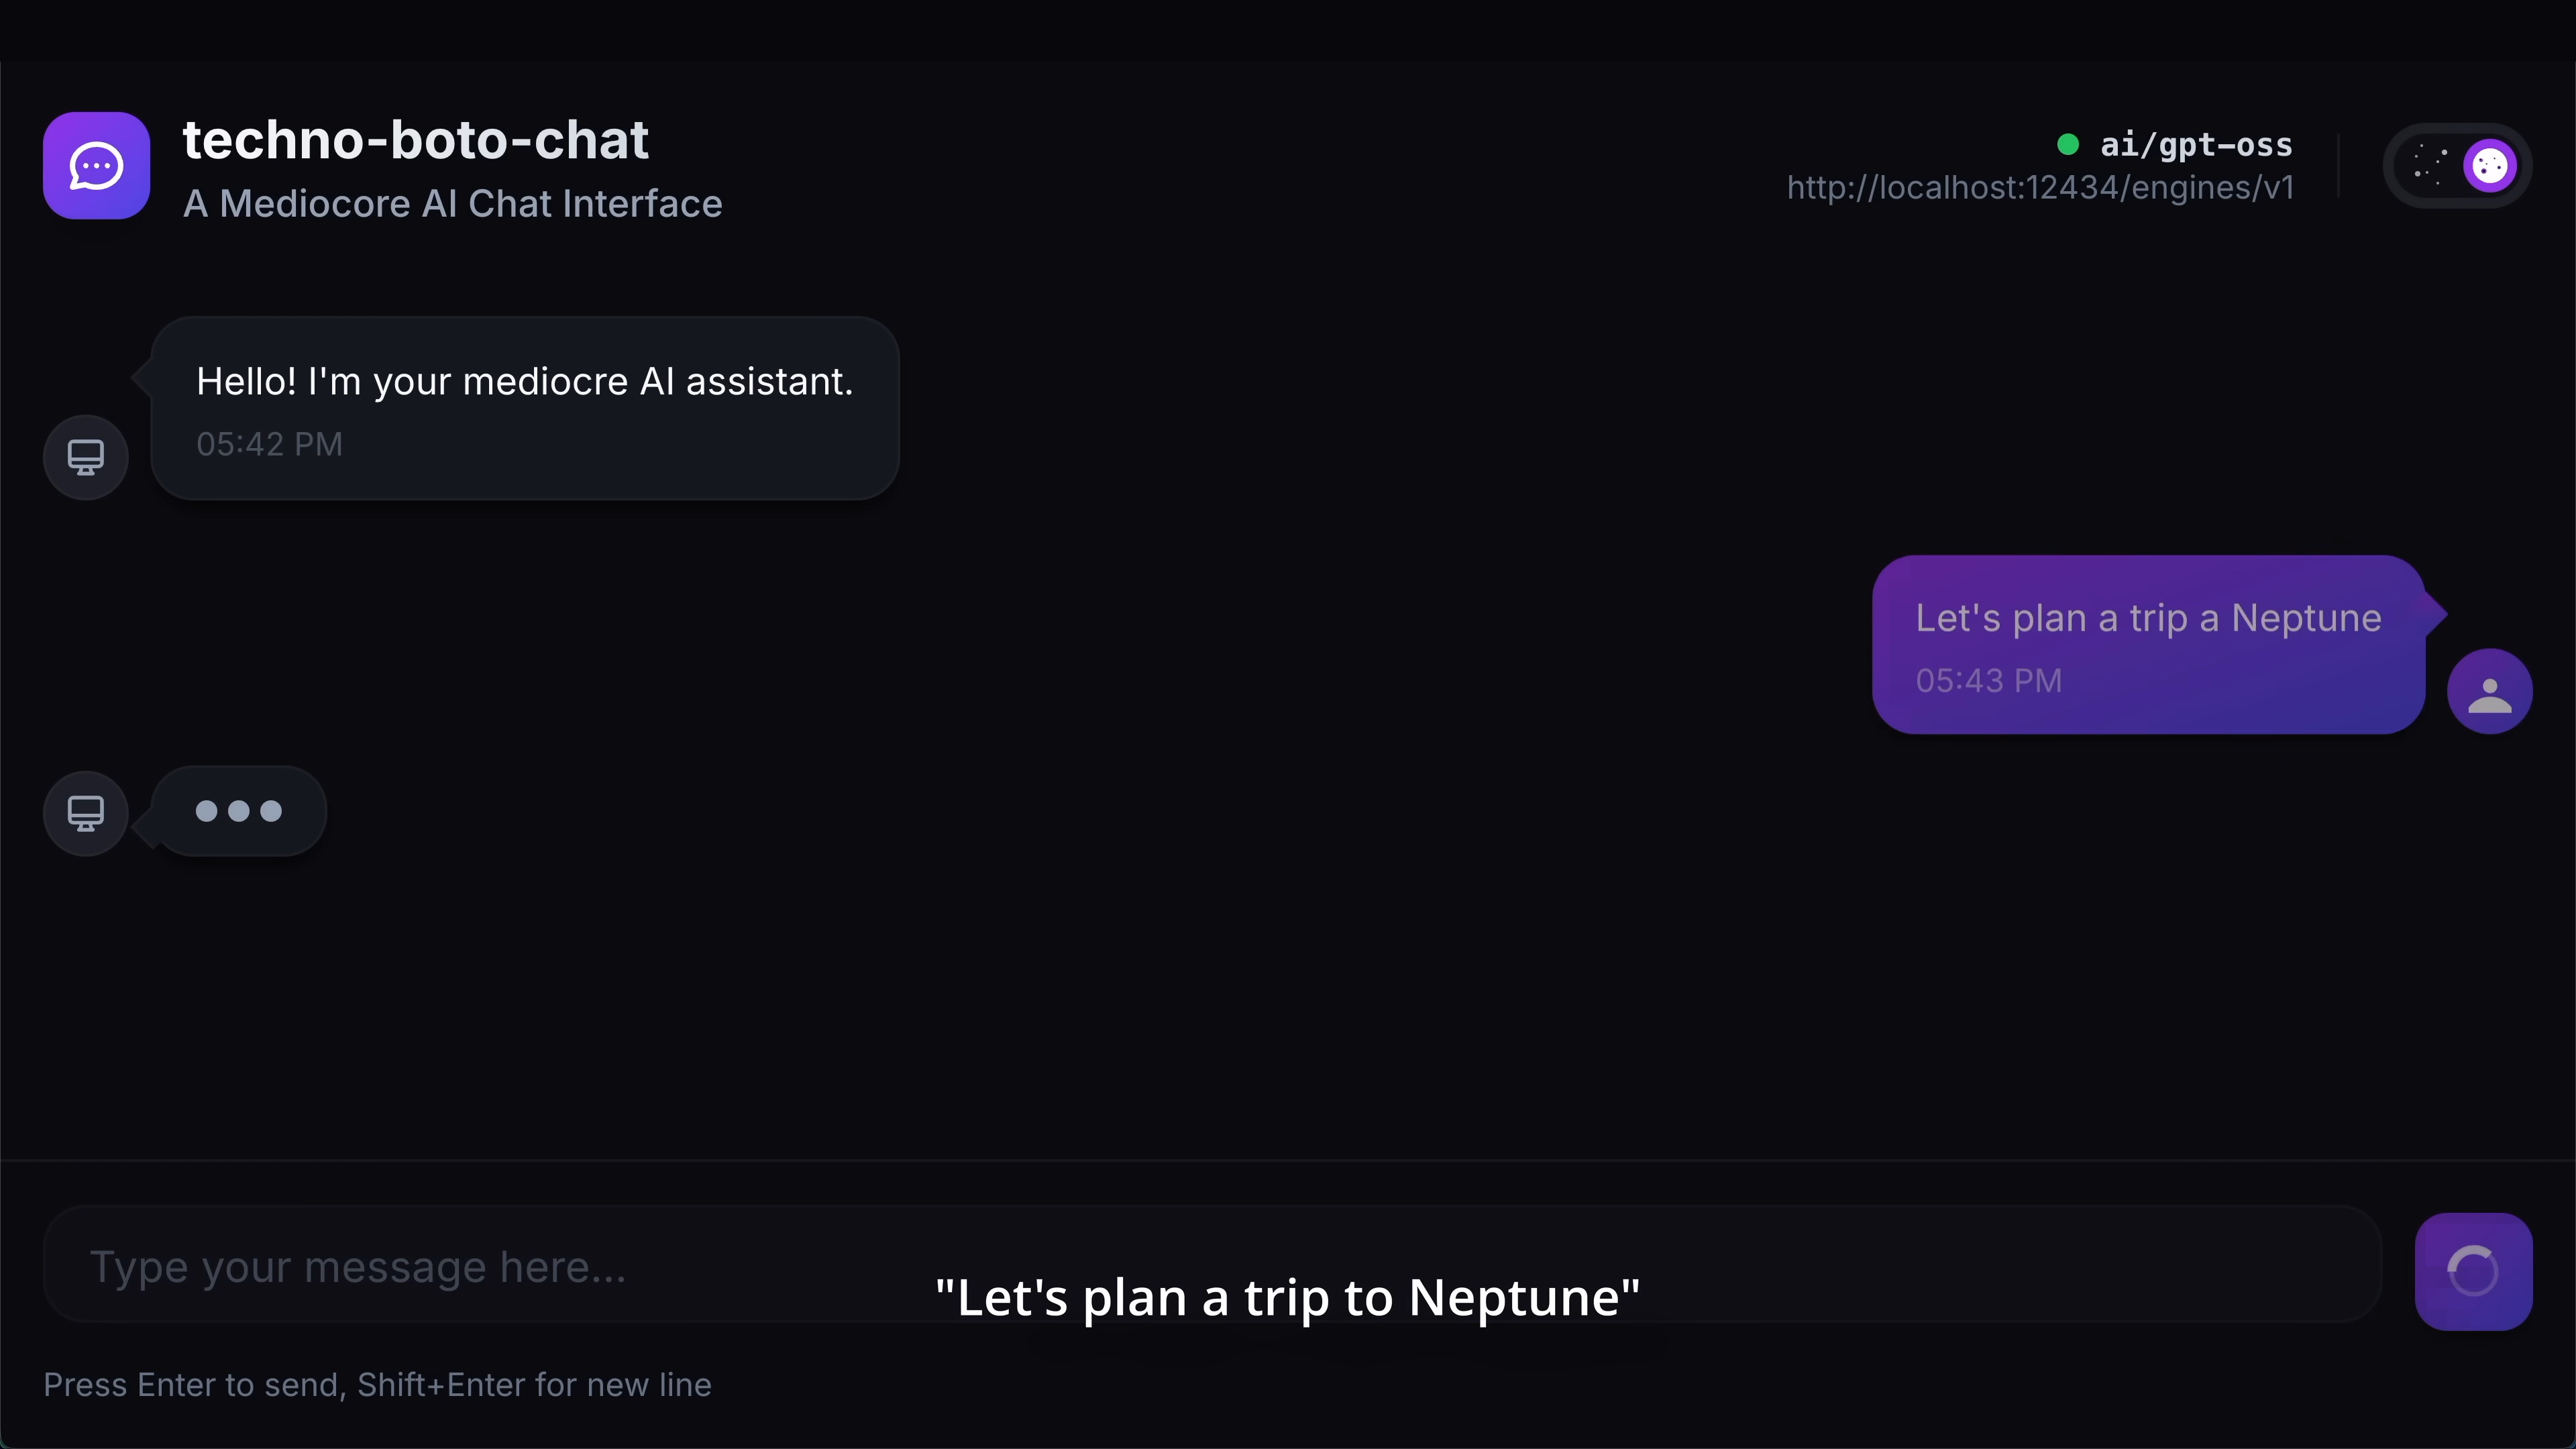 techno-boto-chat
A Mediocore AI Chat Interface
ai/gpt-oss
http://localhost:12434/engines/v1
Hello! I'm your mediocre AI assistant.
05:42 PM
Let's plan a trip a Neptune
05:43 PM
Type your message here...
"Let's plan a trip to Neptune"
Press Enter to send, Shift+Enter for new line